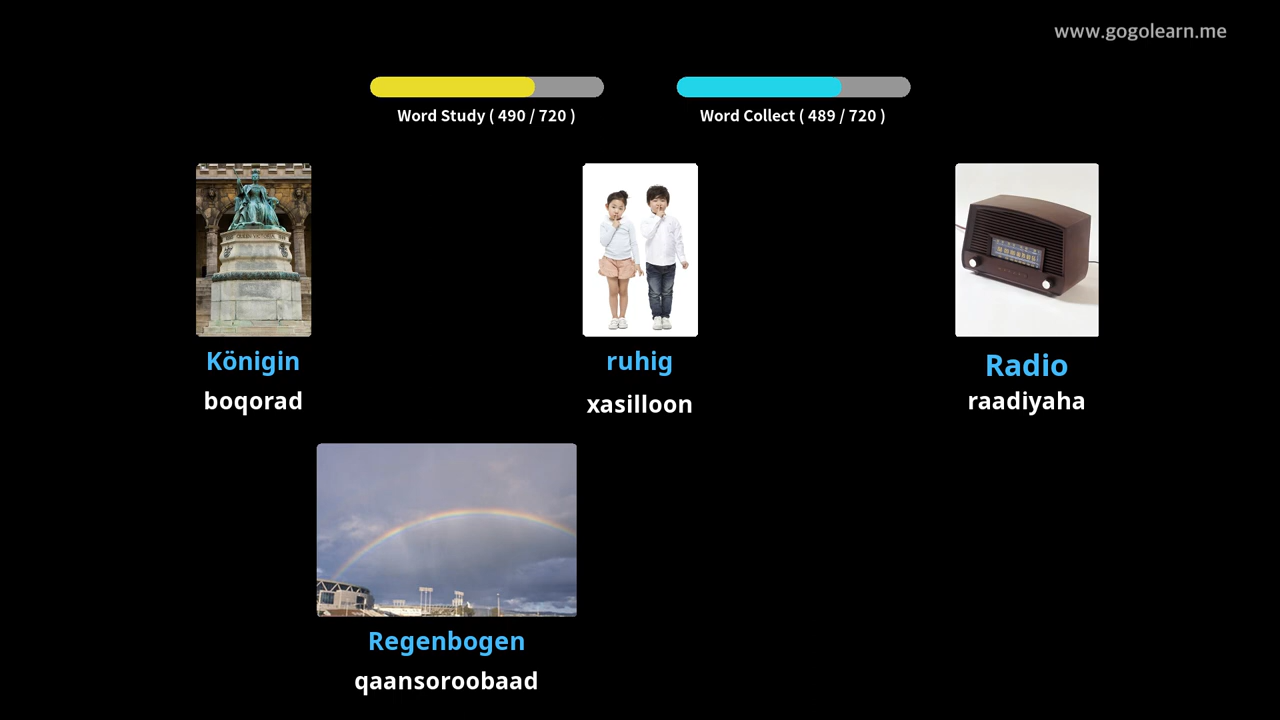 www.gogolearn.me
Word Study ( 490 / 720 )
Word Collect ( 489 / 720 )
Königin
boqorad
ruhig
xasilloon
Radio
raadiyaha
Regenbogen
qaansoroobaad